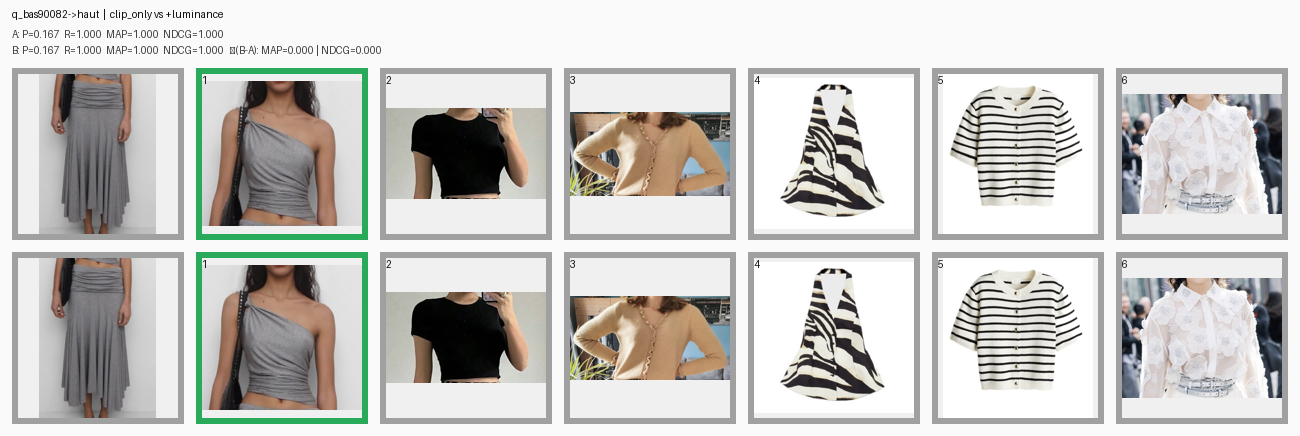 q_bas90082->haut | clip_only vs +luminance
A: P=0.167 R=1.000 MAP=1.000 NDCG=1.000
B: P=0.167 R=1.000 MAP=1.000 NDCG=1.000 (B-A): MAP=0.000 | NDCG=0.000
1 2 3 4 5 6
1 2 3 4 5 6